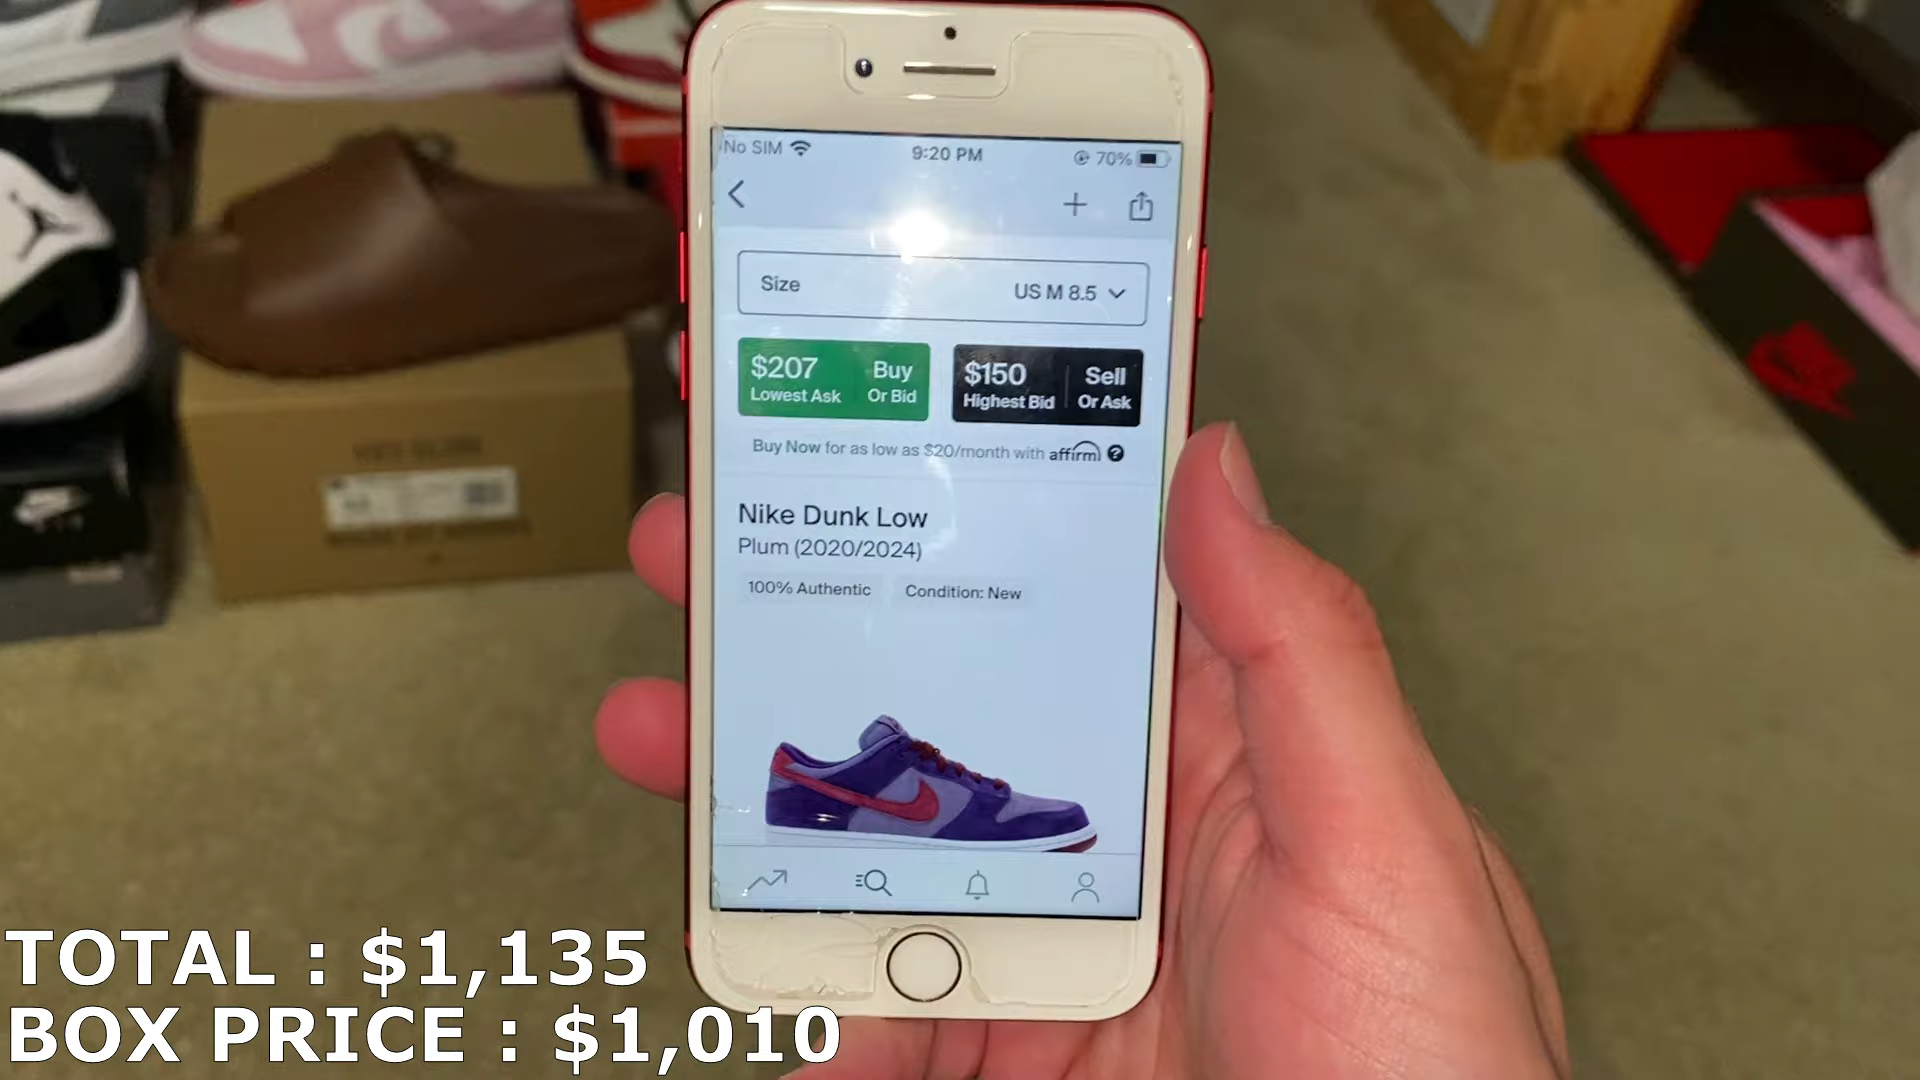 No SIM
9:20 PM
70%
Size
US M 8.5
$207
Lowest Ask
Buy
Or Bid
$150
Highest Bid
Sell
Or Ask
Buy Now for as low as $20/month with affirm
Nike Dunk Low
Plum (2020/2024)
100% Authentic
Condition: New
TOTAL : $1,135
BOX PRICE : $1,010